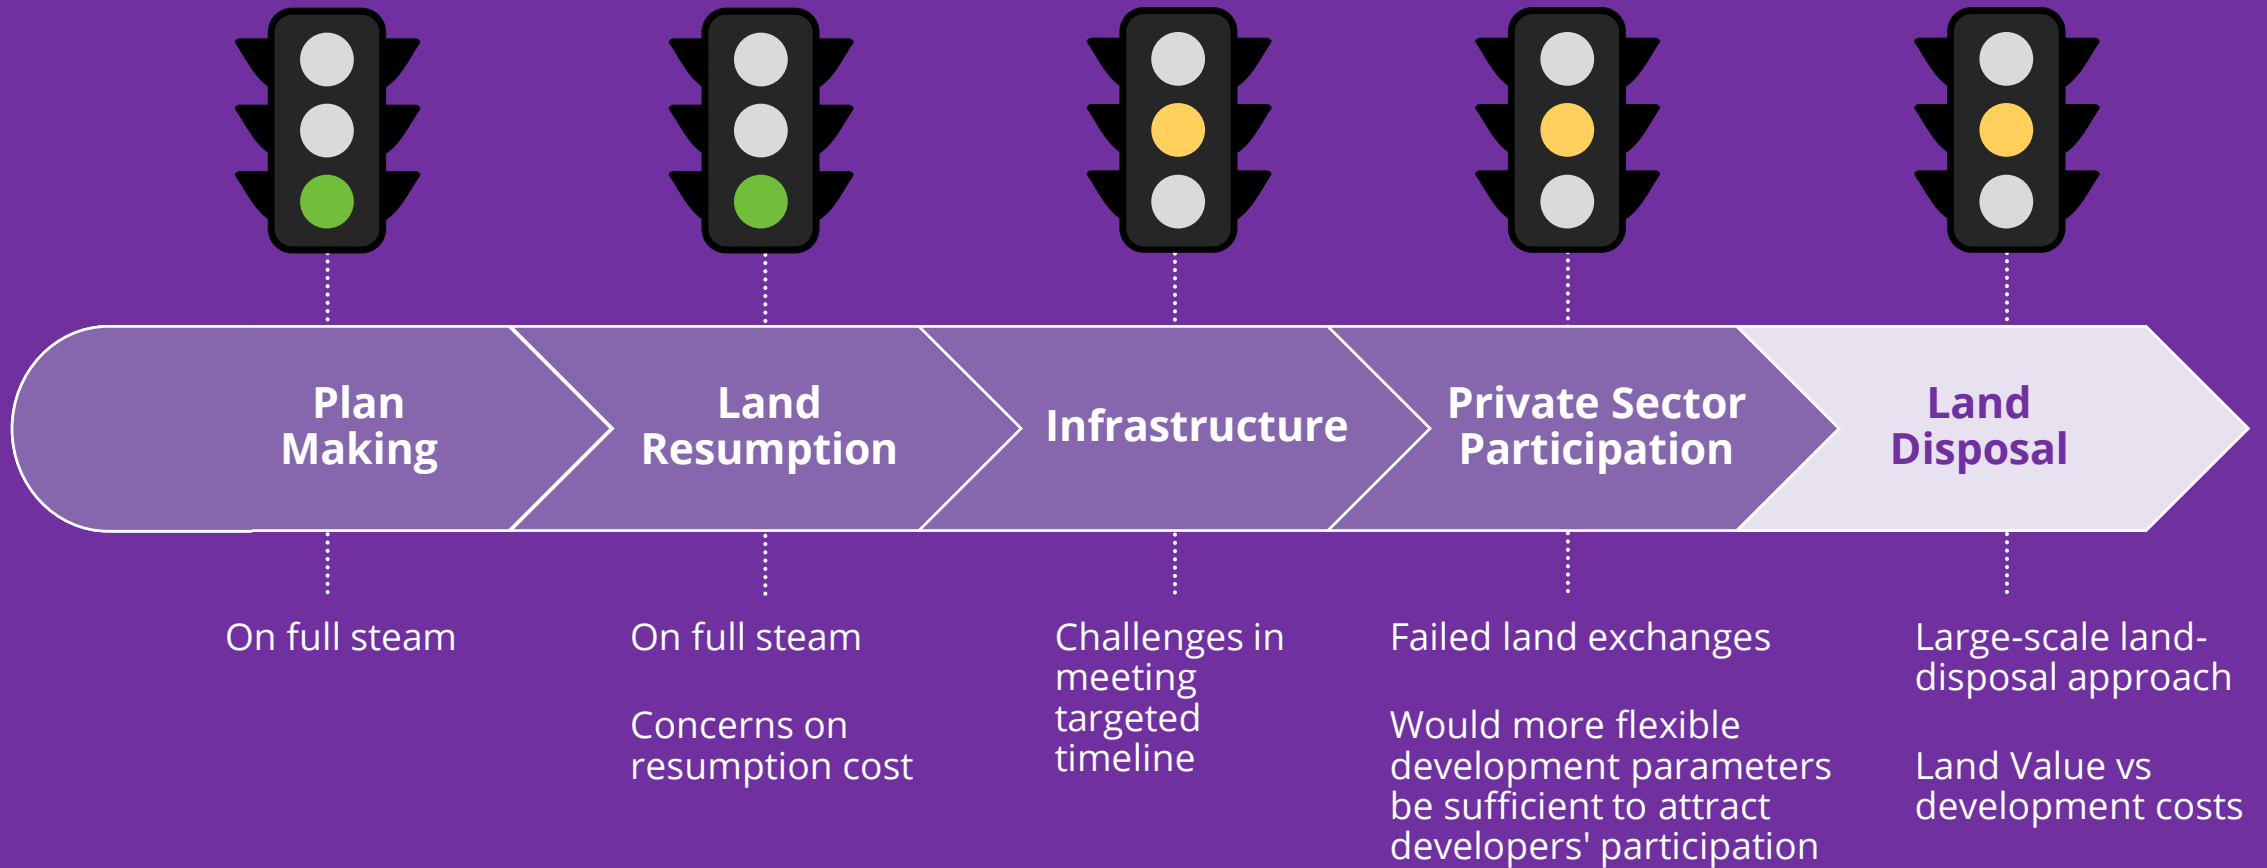 Plan
Making
Land
Resumption
Infrastructure
Private Sector
Participation
Land
Disposal
On full steam
On full steam
Concerns on
resumption cost
Challenges in
meeting
targeted
timeline
Failed land exchanges
Would more flexible
development parameters
be sufficient to attract
developers' participation
Large-scale land-
disposal approach
Land Value vs
development costs